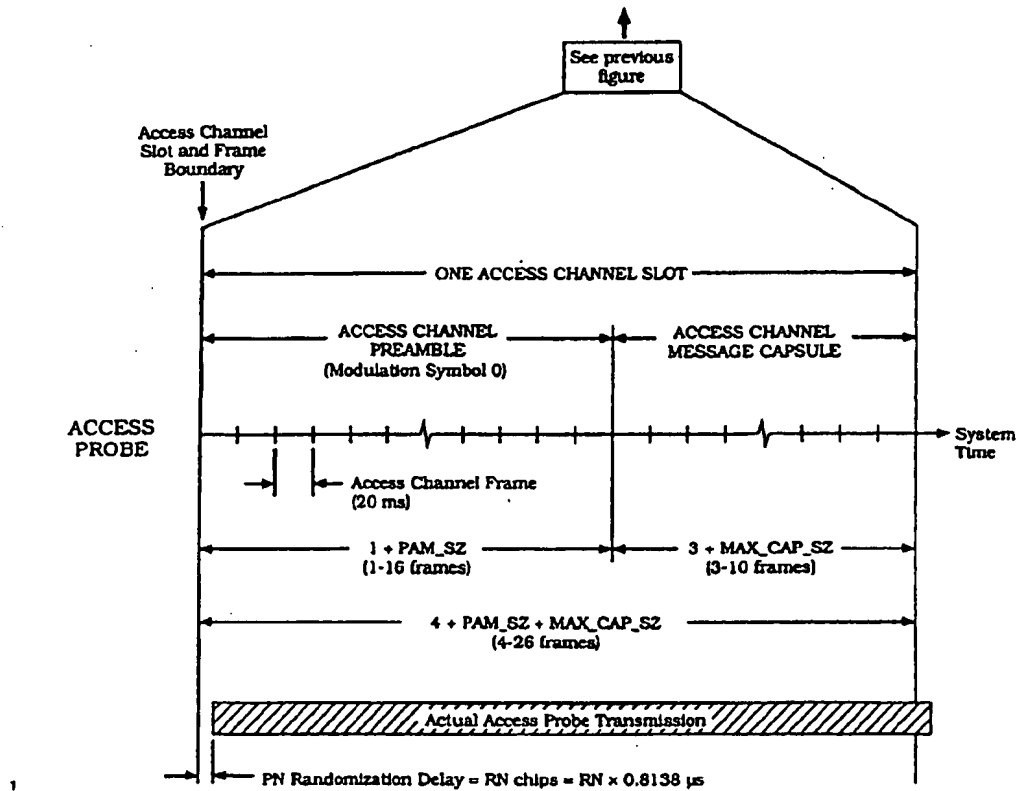 See previous
figure
Access Channel
Slot and Frame
Boundary
ONE ACCESS CHANNEL SLOT
ACCESS CHANNEL
PREAMBLE
(Modulation Symbol 0)
ACCESS CHANNEL
MESSAGE CAPSULE
ACCESS
PROBE
System
Time
Access Channel Frame
(20 ms)
1 + PAM_SZ
(1-16 frames)
3 + MAX_CAP_SZ
(3-10 frames)
4 + PAM_SZ + MAX_CAP_SZ
(4-26 frames)
Actual Access Probe Transmission
PN Randomization Delay = RN chips = RN × 0.8138 µs
1